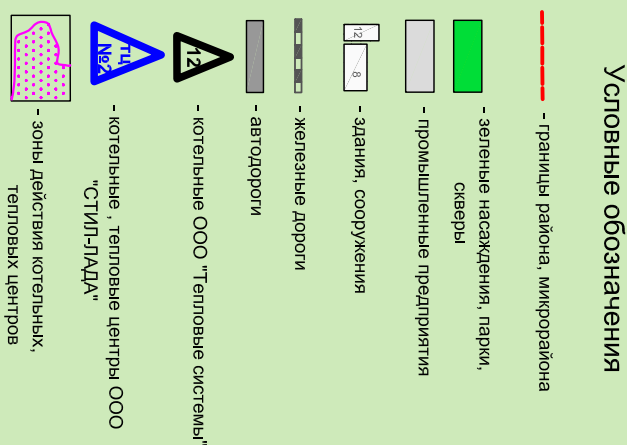 Условные обозначения
- границы района, микрорайона
- зеленые насаждения, парки,
скверы
- промышленные предприятия
12
8
- здания, сооружения
- железные дороги
- автодороги
12
- котельные ООО "Тепловые системы"
ТЦ
№2
- котельные , тепловые центры ООО
"СТИЛ-ЛАДА"
- зоны действия котельных,
тепловых центров